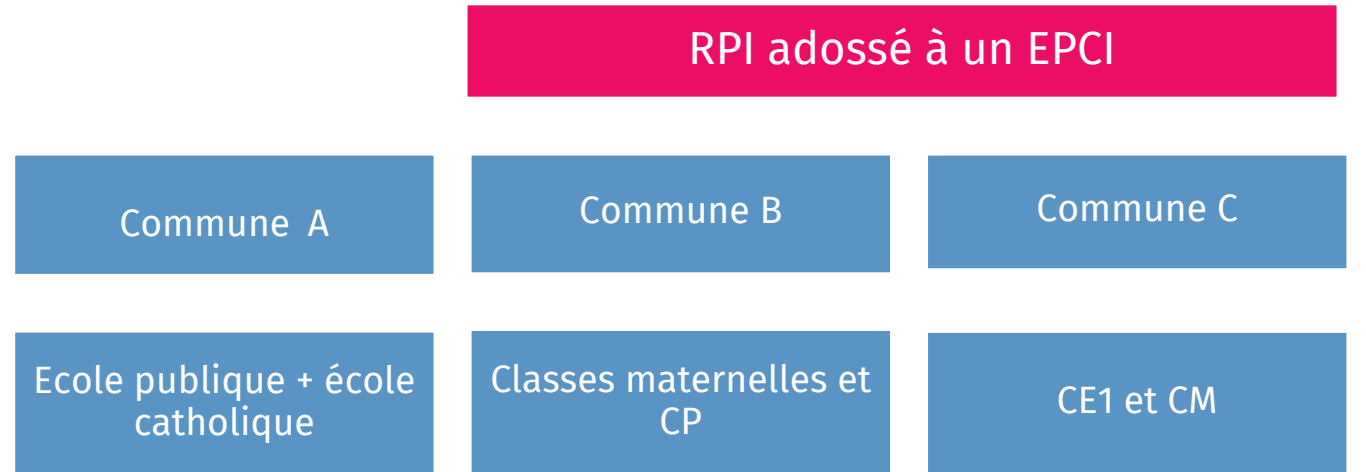 RPI adossé à un EPCI
Commune A
Commune B
Commune C
Ecole publique + école
catholique
Classes maternelles et
CP
CE1 et CM